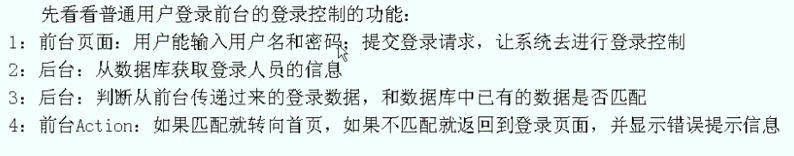 先看看普通用户登录前台的登录控制的功能：
1：前台页面：用户能输入用户名和密码；提交登录请求，让系统去进行登录控制
2：后台：从数据库获取登录人员的信息
3：后台：判断从前台传递过来的登录数据，和数据库中已有的数据是否匹配
4：前台Action：如果匹配就转向首页，如果不匹配就返回到登录页面，并显示错误提示信息